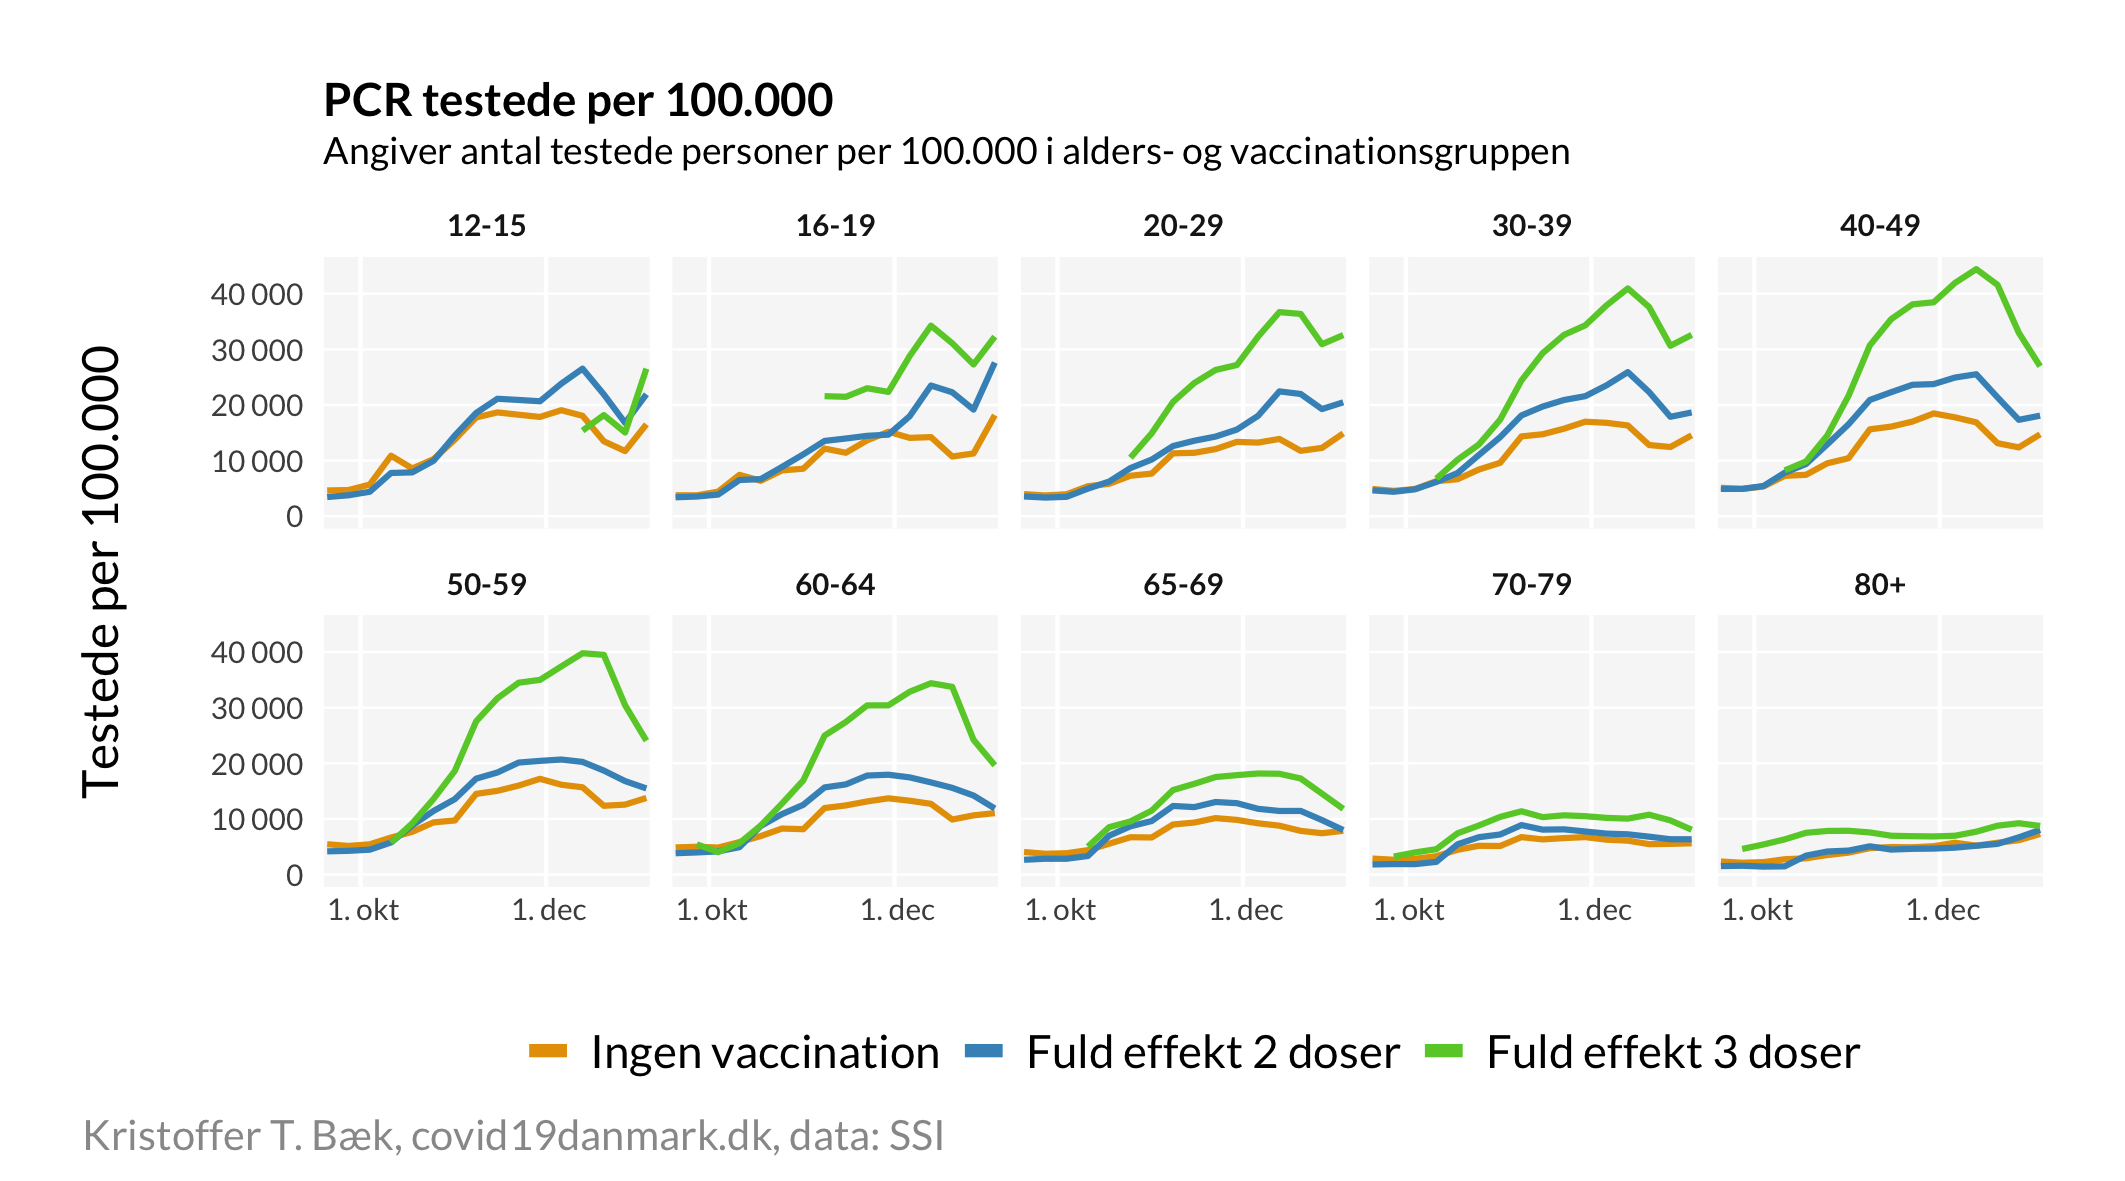 PCR testede per 100.000
Angiver antal testede personer per 100.000 i alders- og vaccinationsgruppen
12-15 16-19 20-29 30-39 40-49
40 000
30 000
20 000
10 000
0
Testede per 100.000
50-59 60-64 65-69 70-79 80+
40 000
30 000
20 000
10 000
0
1. okt 1. dec 1. okt 1. dec 1. okt 1. dec 1. okt 1. dec 1. okt 1. dec
Ingen vaccination Fuld effekt 2 doser Fuld effekt 3 doser
Kristoffer T. Bæk, covid19danmark.dk, data: SSI